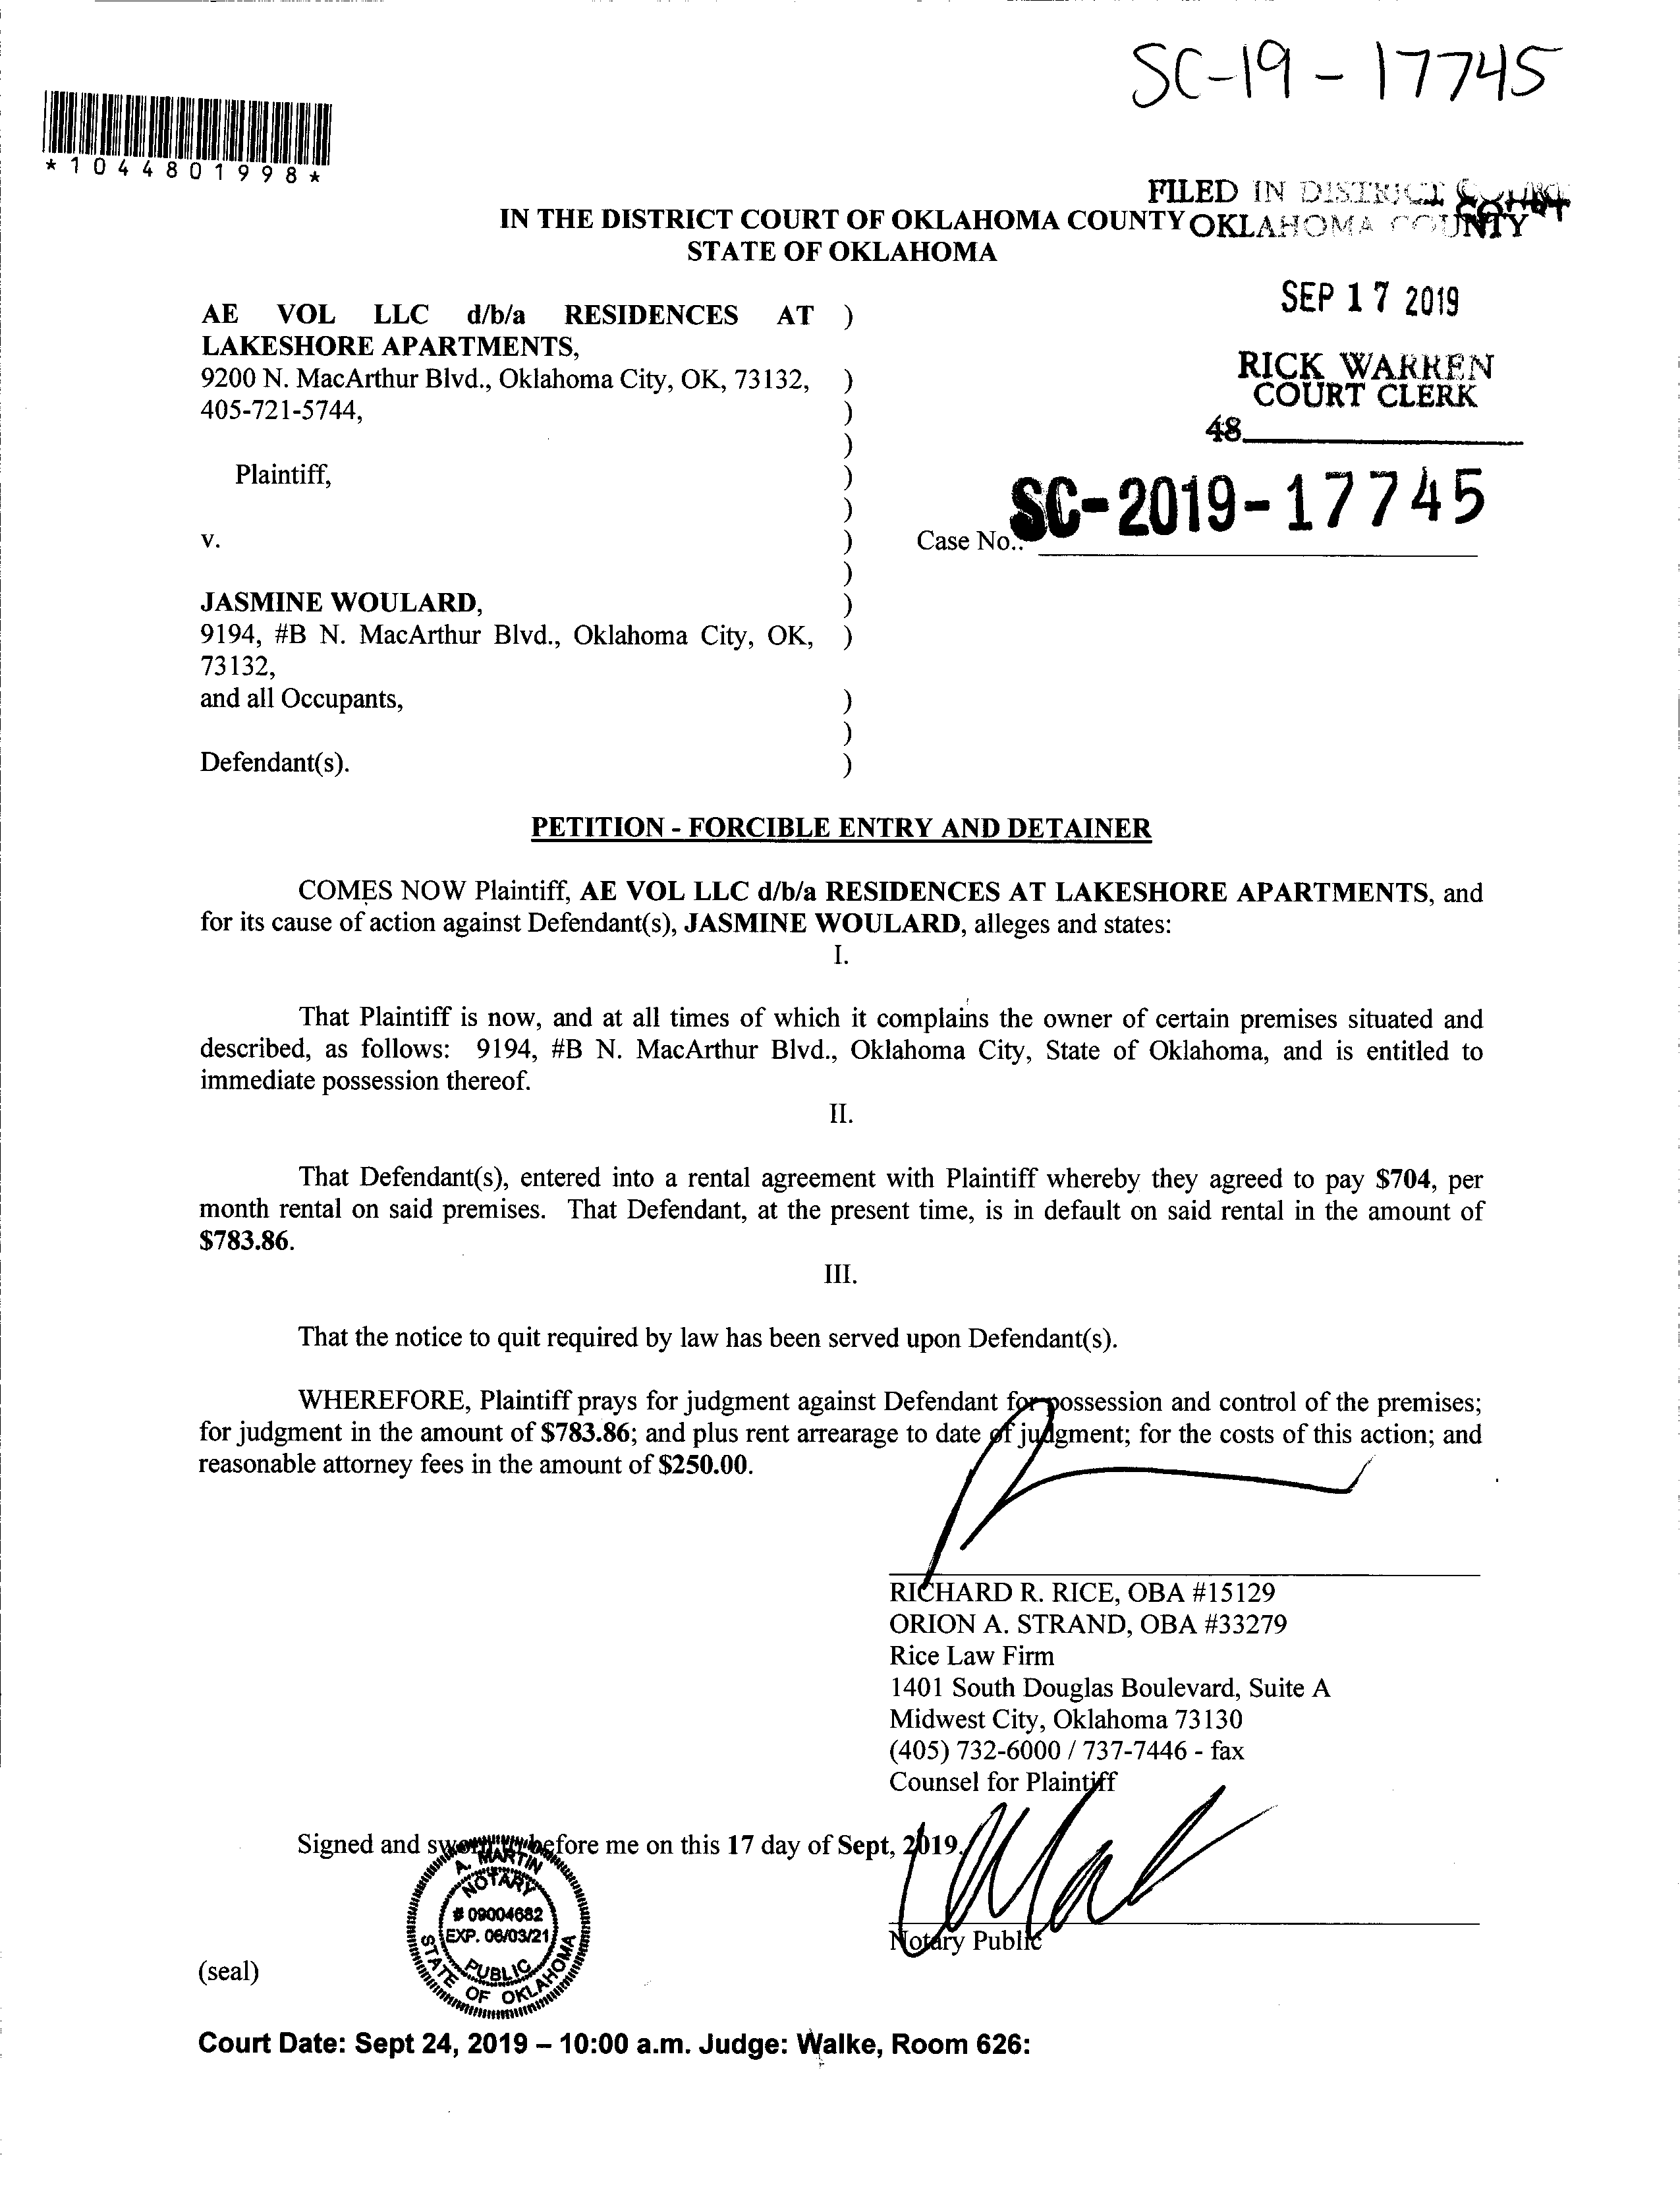 SC-19-17745
*1044801998*
FILED IN DISTRICT COURT
IN THE DISTRICT COURT OF OKLAHOMA COUNTY OKLAHOMA COUNTY
STATE OF OKLAHOMA
SEP 17 2019
AE VOL LLC d/b/a RESIDENCES AT )
LAKESHORE APARTMENTS,
RICK WARREN
9200 N. MacArthur Blvd., Oklahoma City, OK, 73132, )
COURT CLERK
405-721-5744, )
48
)
Plaintiff, )
)
SC-2019-17745
v. )
Case No.:
)
JASMINE WOULARD, )
9194, #B N. MacArthur Blvd., Oklahoma City, OK, )
73132,
and all Occupants, )
)
Defendant(s). )
PETITION - FORCIBLE ENTRY AND DETAINER
COMES NOW Plaintiff, AE VOL LLC d/b/a RESIDENCES AT LAKESHORE APARTMENTS, and
for its cause of action against Defendant(s), JASMINE WOULARD, alleges and states:
I.
That Plaintiff is now, and at all times of which it complains the owner of certain premises situated and
described, as follows: 9194, #B N. MacArthur Blvd., Oklahoma City, State of Oklahoma, and is entitled to
immediate possession thereof.
II.
That Defendant(s), entered into a rental agreement with Plaintiff whereby they agreed to pay $704, per
month rental on said premises. That Defendant, at the present time, is in default on said rental in the amount of
$783.86.
III.
That the notice to quit required by law has been served upon Defendant(s).
WHEREFORE, Plaintiff prays for judgment against Defendant for possession and control of the premises;
for judgment in the amount of $783.86; and plus rent arrearage to date of judgment; for the costs of this action; and
reasonable attorney fees in the amount of $250.00.
RICHARD R. RICE, OBA #15129
ORION A. STRAND, OBA #33279
Rice Law Firm
1401 South Douglas Boulevard, Suite A
Midwest City, Oklahoma 73130
(405) 732-6000 / 737-7446 - fax
Counsel for Plaintiff
Signed and sworn to before me on this 17 day of Sept, 2019.
A. MARTIN
NOTARY
# 09004682
EXP. 06/03/21
PUBLIC
STATE OF OKLAHOMA
Notary Public
(seal)
Court Date: Sept 24, 2019 – 10:00 a.m. Judge: Walke, Room 626: